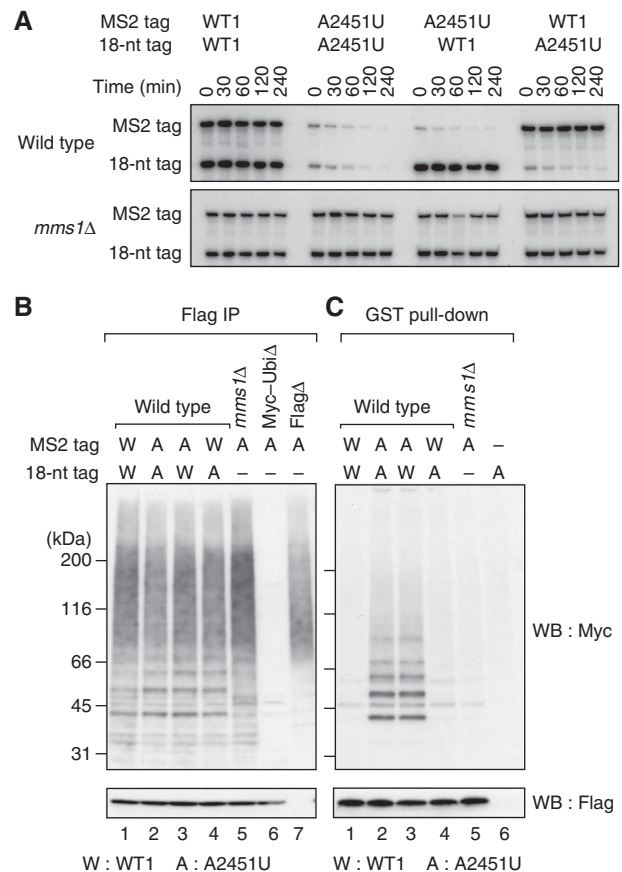 A
MS2 tag WT1 A2451U A2451U WT1
18-nt tag WT1 A2451U WT1 A2451U
Time (min) 0 30 60 120 240 0 30 60 120 240 0 30 60 120 240 0 30 60 120 240
Wild type
MS2 tag
18-nt tag
mms1Δ
MS2 tag
18-nt tag
B
Flag IP
Wild type mms1Δ Myc–UbiΔ FlagΔ
MS2 tag W A A W A A A
18-nt tag W A W A – – –
(kDa)
200
116
66
45
31
1 2 3 4 5 6 7
W : WT1 A : A2451U
C
GST pull-down
Wild type mms1Δ
W A A W A –
W A W A – A
WB : Myc
WB : Flag
1 2 3 4 5 6
W : WT1 A : A2451U